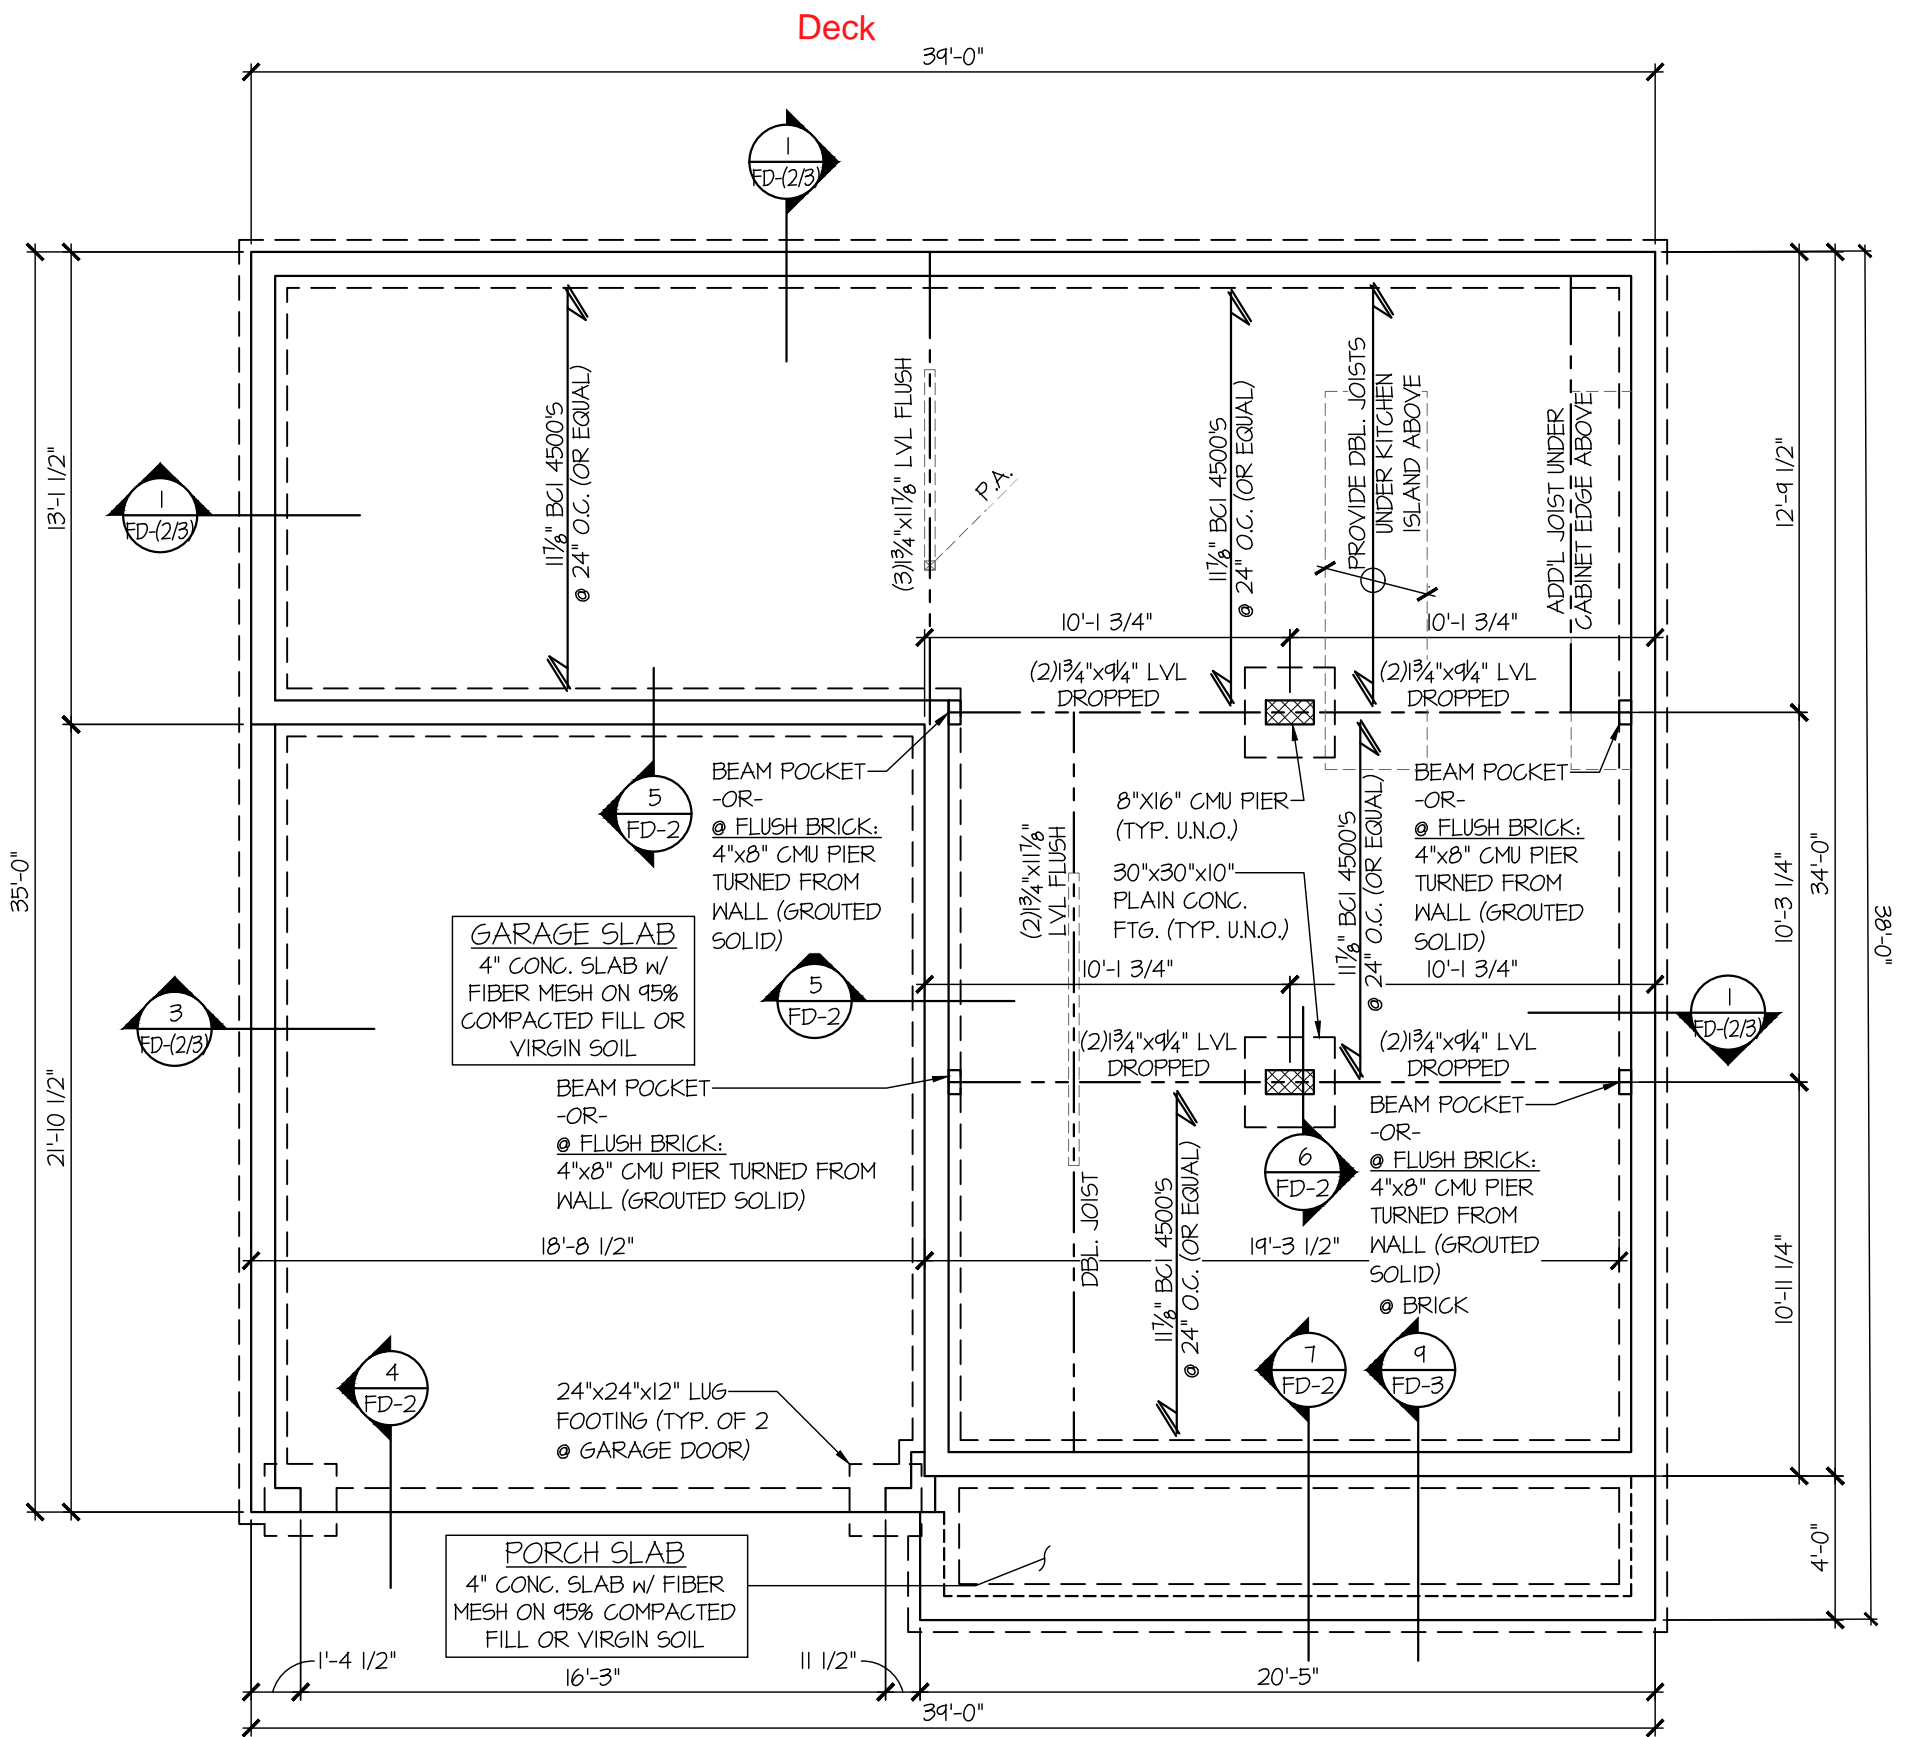 Deck
39'-0"
1
FD-(2/3)
13'-1 1/2"
35'-0"
21'-10 1/2"
1
FD-(2/3)
3
FD-(2/3)
11⅞" BCI 4500'S
@ 24" O.C. (OR EQUAL)
(3)1¾"x11⅞" LVL FLUSH
P.A.
11⅞" BCI 4500'S
@ 24" O.C. (OR EQUAL)
PROVIDE DBL. JOISTS
UNDER KITCHEN
ISLAND ABOVE
ADD'L JOIST UNDER
CABINET EDGE ABOVE
12'-9 1/2"
10'-3 1/4"
34'-0"
38'-0"
10'-11 1/4"
4'-0"
10'-1 3/4"
10'-1 3/4"
(2)1¾"x9¼" LVL
DROPPED
(2)1¾"x9¼" LVL
DROPPED
5
FD-2
BEAM POCKET
-OR-
@ FLUSH BRICK:
4"x8" CMU PIER
TURNED FROM
WALL (GROUTED
SOLID)
8"X16" CMU PIER
(TYP. U.N.O.)
30"x30"x10"
PLAIN CONC.
FTG. (TYP. U.N.O.)
(2)1¾"x11⅞"
LVL FLUSH
11⅞" BCI 4500'S
@ 24" O.C. (OR EQUAL)
BEAM POCKET
-OR-
@ FLUSH BRICK:
4"x8" CMU PIER
TURNED FROM
WALL (GROUTED
SOLID)
GARAGE SLAB
4" CONC. SLAB w/
FIBER MESH ON 95%
COMPACTED FILL OR
VIRGIN SOIL
5
FD-2
10'-1 3/4"
10'-1 3/4"
1
FD-(2/3)
(2)1¾"x9¼" LVL
DROPPED
(2)1¾"x9¼" LVL
DROPPED
BEAM POCKET
-OR-
@ FLUSH BRICK:
4"x8" CMU PIER TURNED FROM
WALL (GROUTED SOLID)
BEAM POCKET
-OR-
@ FLUSH BRICK:
4"x8" CMU PIER
TURNED FROM
WALL (GROUTED
SOLID)
@ BRICK
6
FD-2
DBL. JOIST
11⅞" BCI 4500'S
@ 24" O.C. (OR EQUAL)
18'-8 1/2"
19'-3 1/2"
4
FD-2
24"x24"x12" LUG
FOOTING (TYP. OF 2
@ GARAGE DOOR)
7
FD-2
9
FD-3
PORCH SLAB
4" CONC. SLAB w/ FIBER
MESH ON 95% COMPACTED
FILL OR VIRGIN SOIL
1'-4 1/2"
16'-3"
11 1/2"
20'-5"
39'-0"